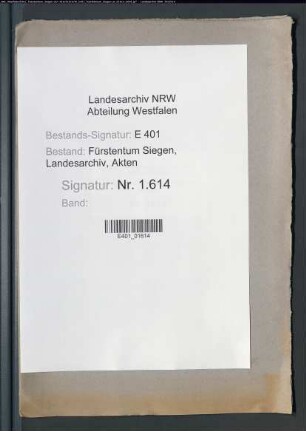 Landesarchiv NRW
Abteilung Westfalen
Bestands-Signatur: E 401
Bestand: Fürstentum Siegen,
Landesarchiv, Akten
Signatur: Nr. 1.614
Band:
E401_01614